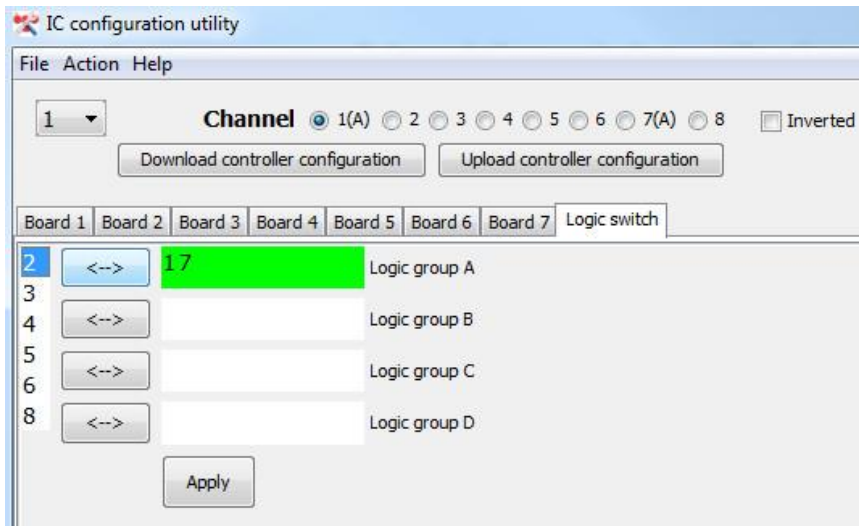 IC configuration utility
File Action Help
1 Channel 1(A) 2 3 4 5 6 7(A) 8 Inverted
Download controller configuration Upload controller configuration
Board 1 Board 2 Board 3 Board 4 Board 5 Board 6 Board 7 Logic switch
2 <--> 17 Logic group A
3
4 <--> Logic group B
5 <--> Logic group C
6
8 <--> Logic group D
Apply